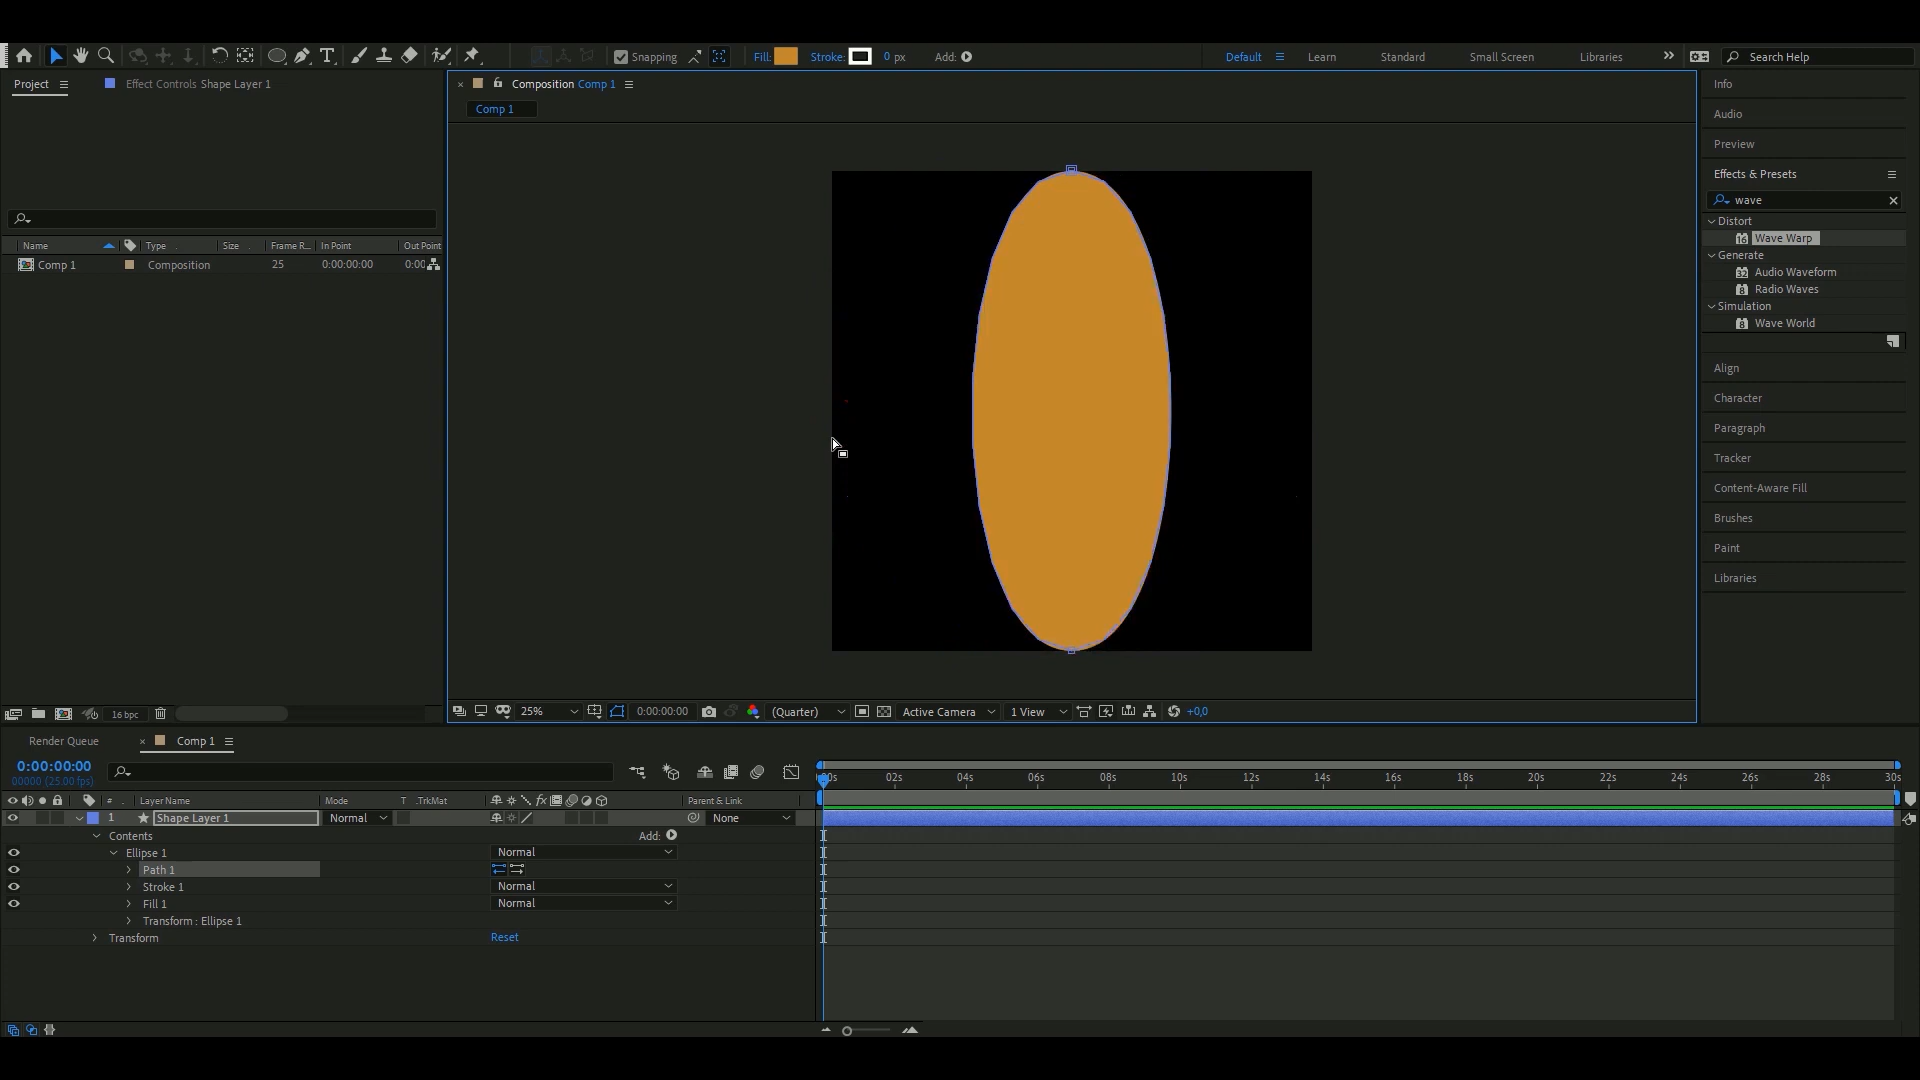 Snapping
Fill:
Stroke:
0 px
Add:
Default
Learn
Standard
Small Screen
Libraries
Search Help
Project
Effect Controls Shape Layer 1
Composition Comp 1
Comp 1
Info
Audio
Preview
Effects & Presets
wave
Distort
Wave Warp
Generate
Audio Waveform
Radio Waves
Simulation
Wave World
Align
Character
Paragraph
Tracker
Content-Aware Fill
Brushes
Paint
Libraries
Name
Type
Size
Frame R...
In Point
Out Point
Comp 1
Composition
25
0:00:00:00
0:00
16 bpc
25%
0:00:00:00
(Quarter)
Active Camera
1 View
+0,0
Render Queue
Comp 1
0:00:00:00
00000 (25.00 fps)
00s 02s 04s 06s 08s 10s 12s 14s 16s 18s 20s 22s 24s 26s 28s 30s
# Layer Name Mode T .TrkMat Parent & Link
1 Shape Layer 1 Normal None
Contents Add:
Ellipse 1 Normal
Path 1
Stroke 1 Normal
Fill 1 Normal
Transform : Ellipse 1
Transform Reset